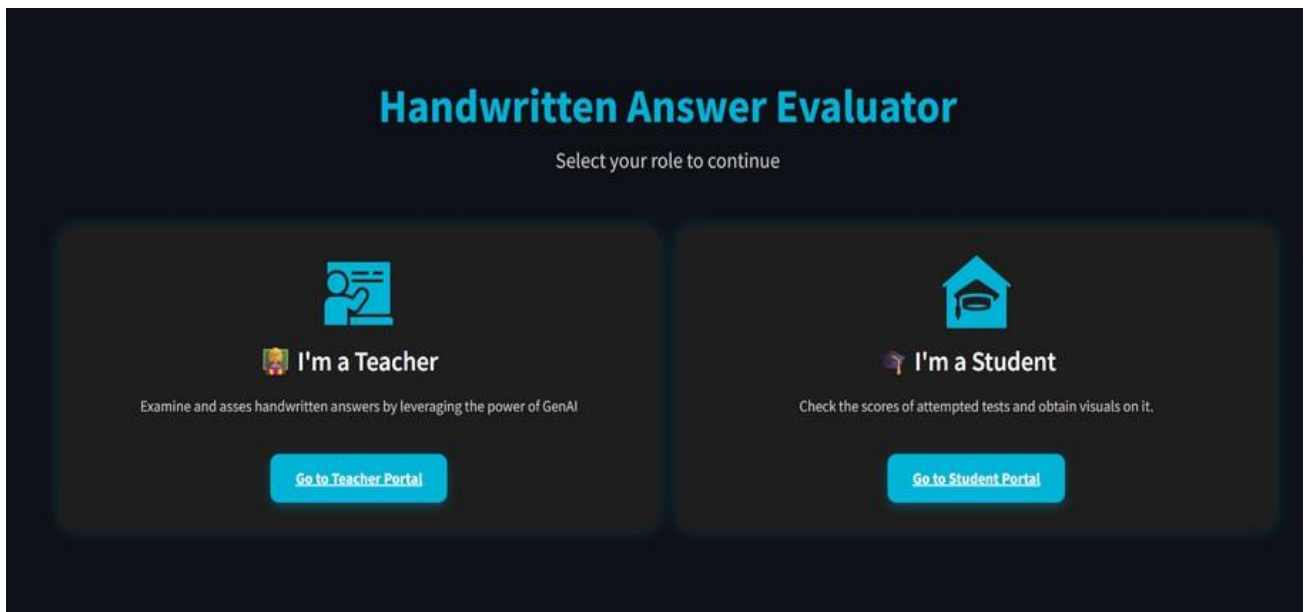 Handwritten Answer Evaluator
Select your role to continue
I'm a Teacher
Examine and asses handwritten answers by leveraging the power of GenAI
Go to Teacher Portal
I'm a Student
Check the scores of attempted tests and obtain visuals on it.
Go to Student Portal